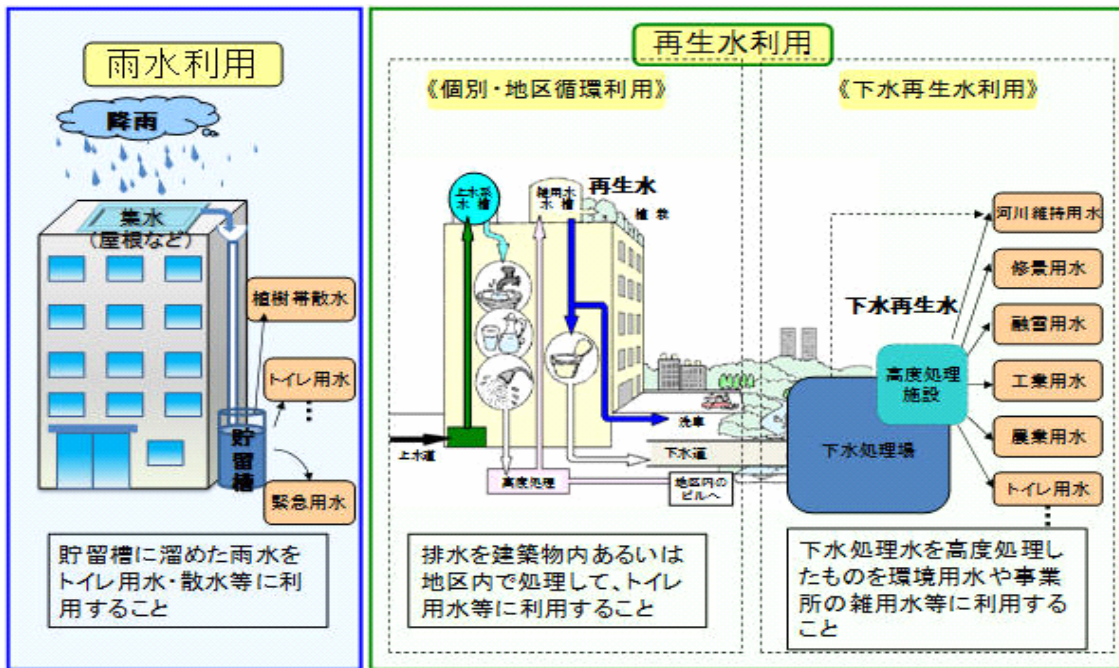 雨水利用
降雨
集水
(屋根など)
植樹帯散水
トイレ用水
貯留槽
緊急用水
貯留槽に溜めた雨水を
トイレ用水・散水等に利
用すること
再生水利用
《個別・地区循環利用》
上水系
水槽
雑用水
水槽
再生水
植栽
洗車
上水道
下水道
高度処理
地区内の
ビルへ
排水を建築物内あるいは
地区内で処理して、トイレ
用水等に利用すること
《下水再生水利用》
下水再生水
高度処理
施設
下水処理場
河川維持用水
修景用水
融雪用水
工業用水
農業用水
トイレ用水
下水処理水を高度処理し
たものを環境用水や事業
所の雑用水等に利用する
こと